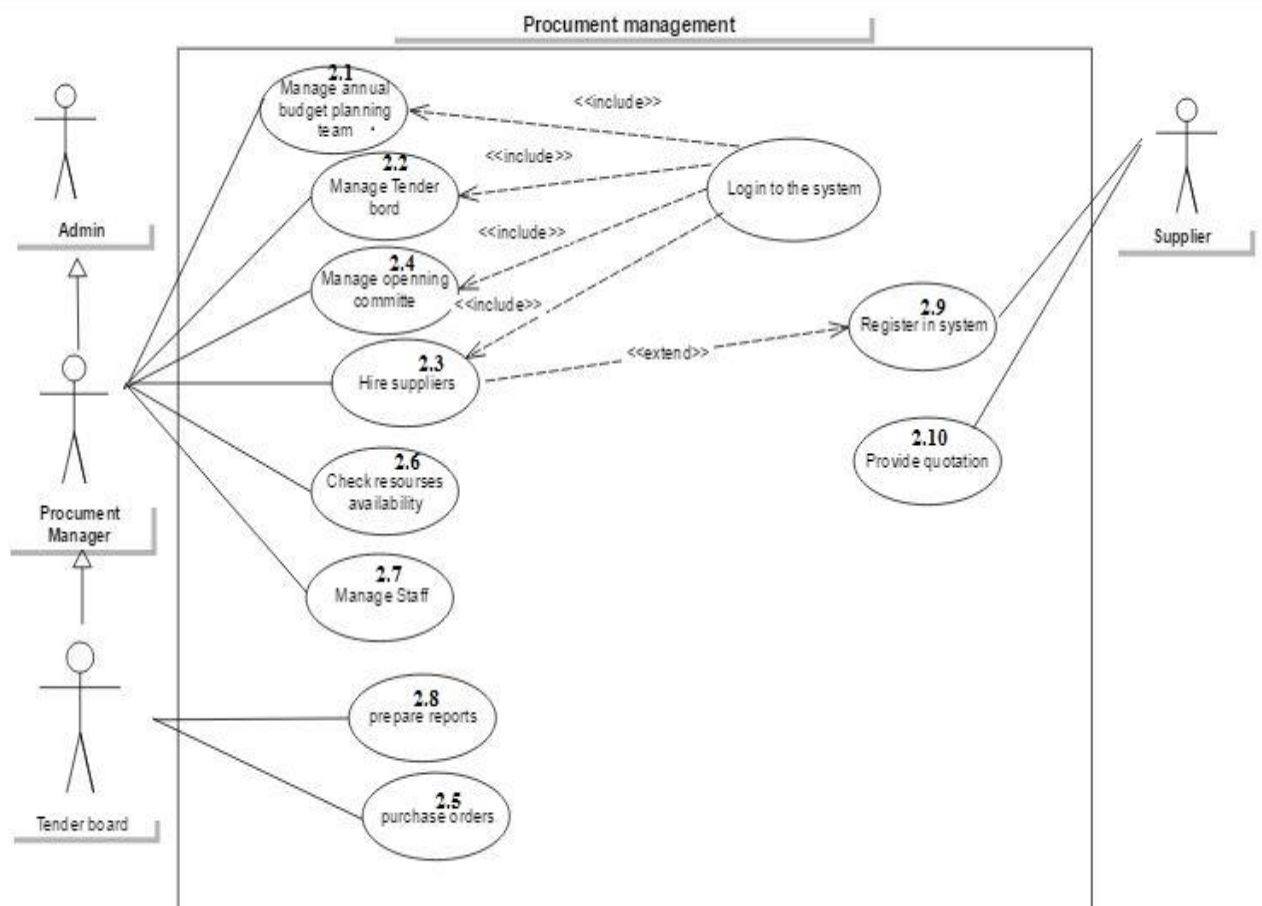 Procument management
2.1
Manage annual
budget planning
team
<<include>>
2.2
Manage Tender
bord
<<include>>
Login to the system
Admin
Supplier
2.4
Manage openning
committe
<<include>>
<<include>>
2.9
Register in system
<<extend>>
2.3
Hire suppliers
2.10
Provide quotation
2.6
Check resourses
availability
Procument
Manager
2.7
Manage Staff
2.8
prepare reports
2.5
purchase orders
Tender board